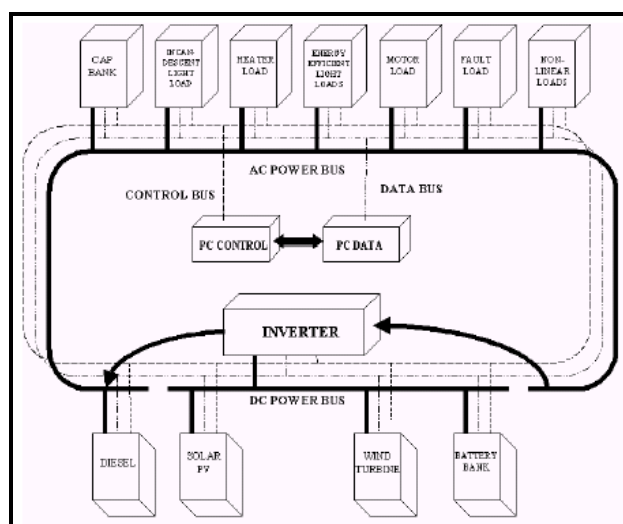 CAP
BANK
INCAN-
DESCENT
LIGHT
LOAD
HEATER
LOAD
ENERGY
EFFICIENT
LIGHT
LOADS
MOTOR
LOAD
FAULT
LOAD
NON-
LINEAR
LOADS
AC POWER BUS
CONTROL BUS
DATA BUS
PC CONTROL
PC DATA
INVERTER
DC POWER BUS
DIESEL
SOLAR
PV
WIND
TURBINE
BATTERY
BANK